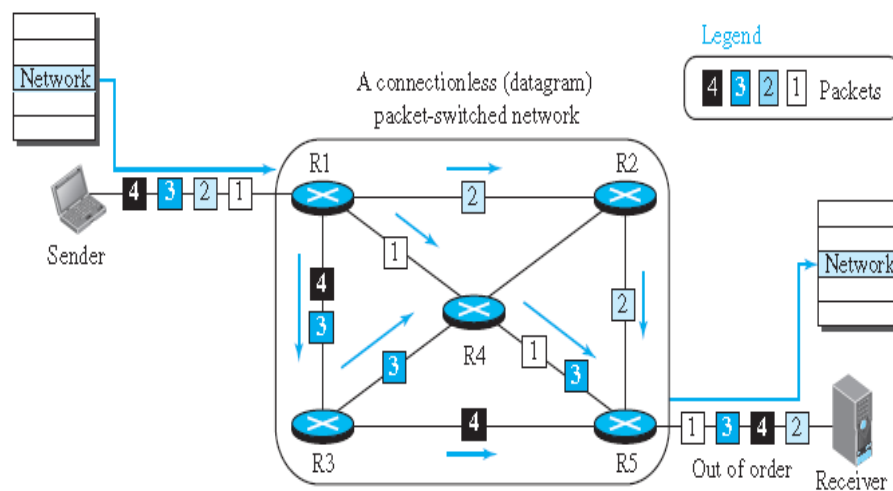 Legend
4 3 2 1 Packets
Network
A connectionless (datagram)
packet-switched network
R1
R2
4 3 2 1
2
Sender
1
Network
4
2
3
R4
1
3
3
4
1 3 4 2
R3
R5
Out of order
Receiver